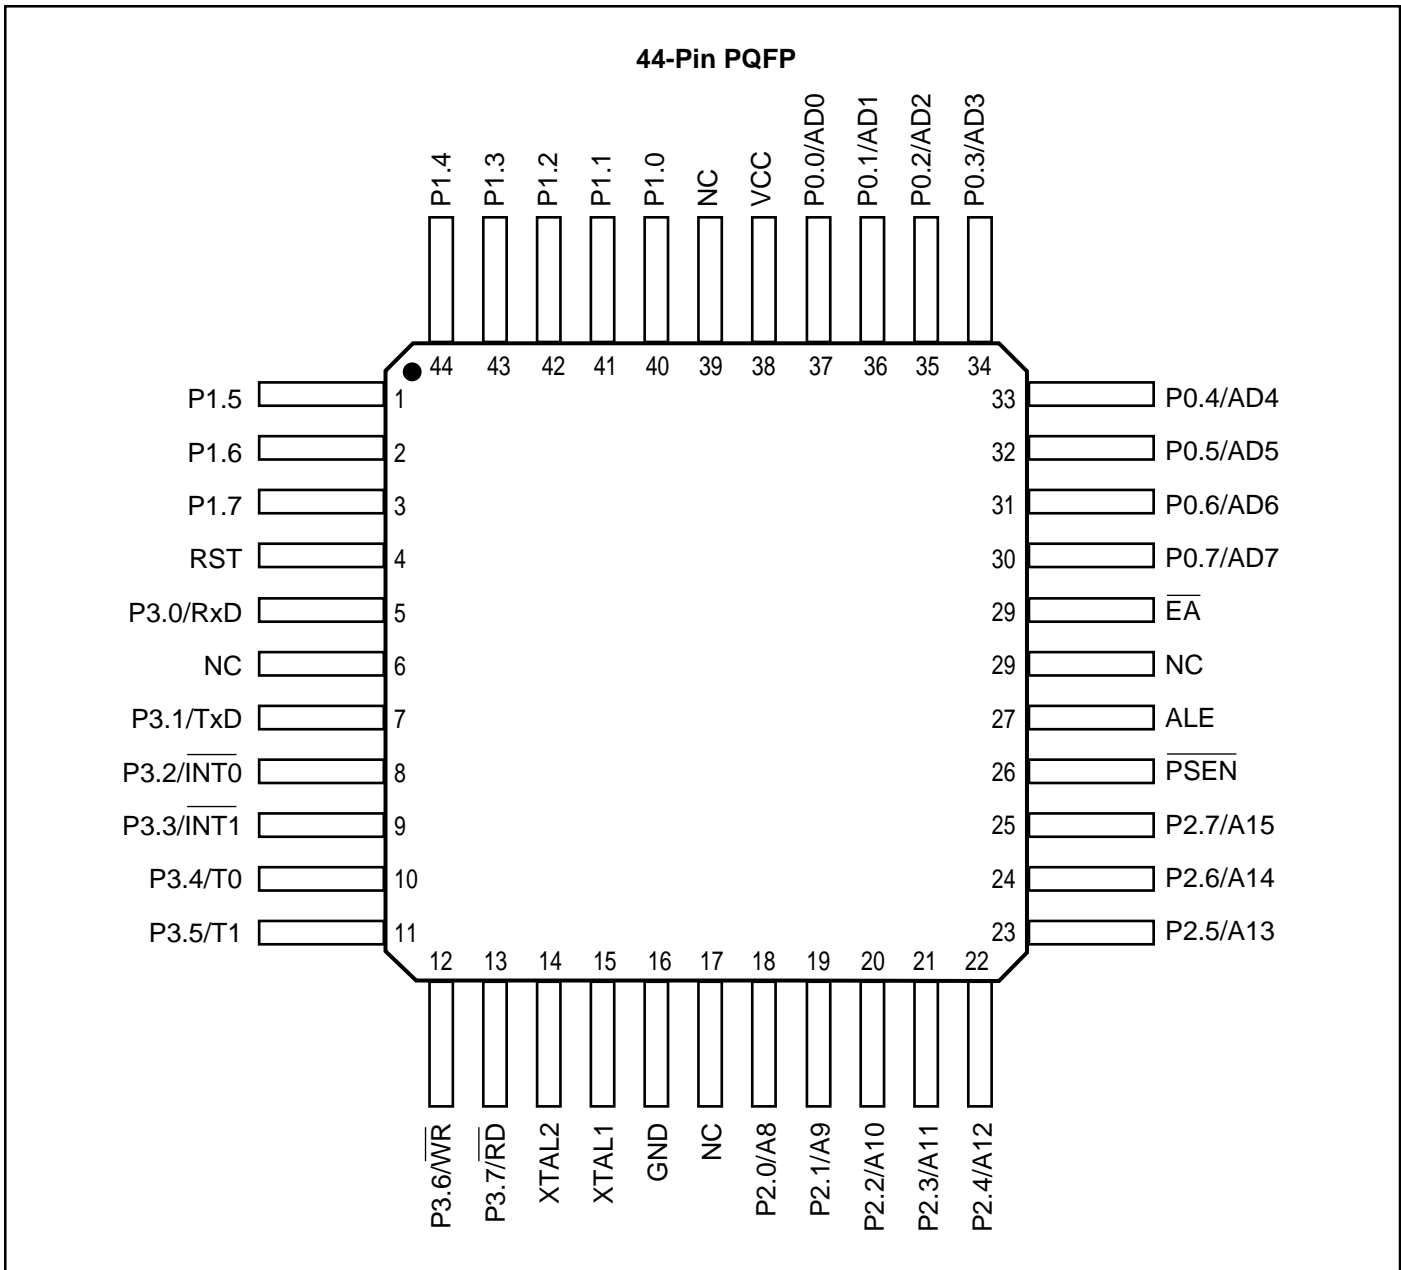 44-Pin PQFP
P1.4
P1.3
P1.2
P1.1
P1.0
NC
VCC
P0.0/AD0
P0.1/AD1
P0.2/AD2
P0.3/AD3
44 43 42 41 40 39 38 37 36 35 34
P1.5 1 33 P0.4/AD4
P1.6 2 32 P0.5/AD5
P1.7 3 31 P0.6/AD6
RST 4 30 P0.7/AD7
P3.0/RxD 5 29 E̅A̅
NC 6 29 NC
P3.1/TxD 7 27 ALE
P3.2/I̅N̅T̅0̅ 8 26 P̅S̅E̅N̅
P3.3/I̅N̅T̅1̅ 9 25 P2.7/A15
P3.4/T0 10 24 P2.6/A14
P3.5/T1 11 23 P2.5/A13
12 13 14 15 16 17 18 19 20 21 22
P3.6/W̅R̅
P3.7/R̅D̅
XTAL2
XTAL1
GND
NC
P2.0/A8
P2.1/A9
P2.2/A10
P2.3/A11
P2.4/A12